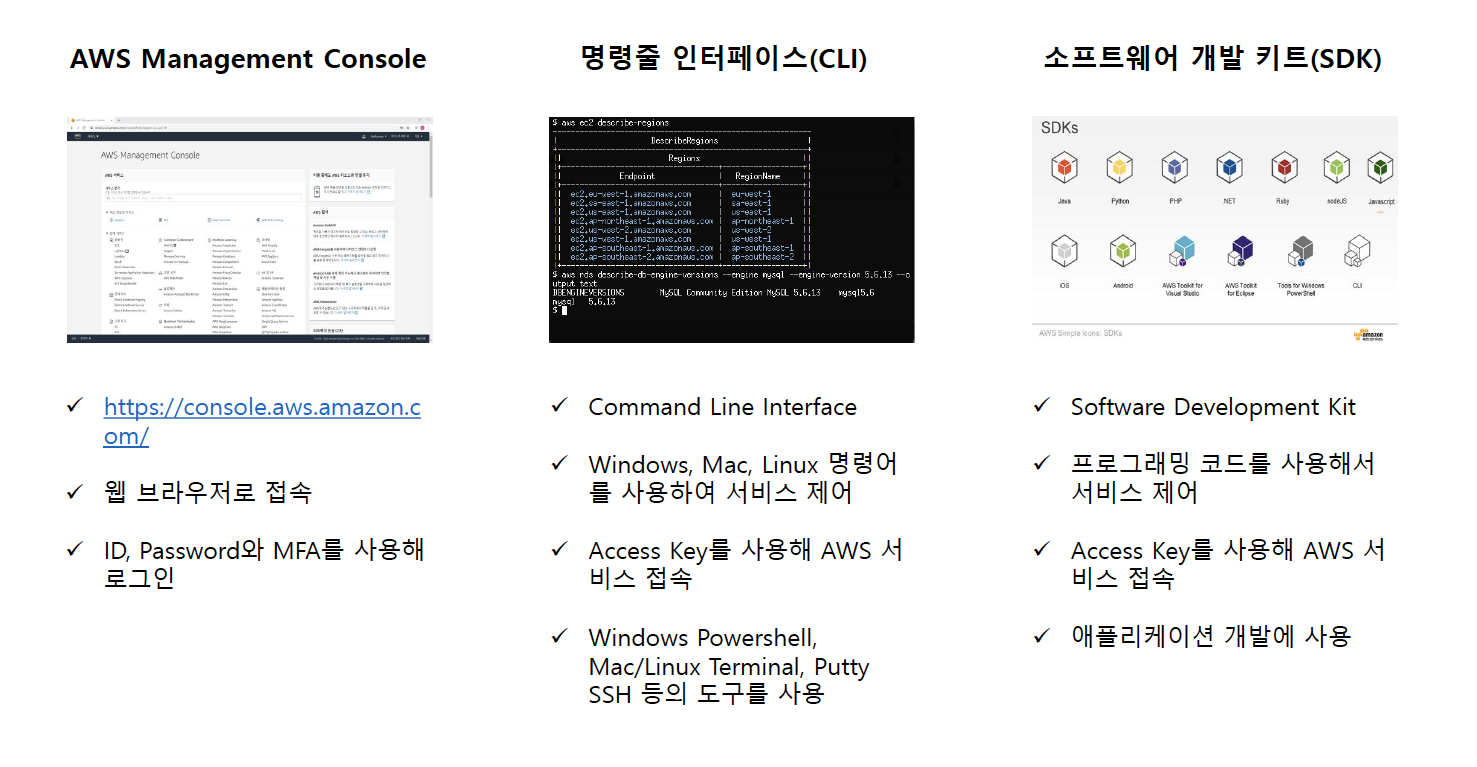 AWS Management Console
명령줄 인터페이스(CLI)
소프트웨어 개발 키트(SDK)
AWS Management Console
$ aws ec2 describe-regions
DescribeRegions
Regions
Endpoint RegionName
ec2.eu-west-1.amazonaws.com eu-west-1
ec2.sa-east-1.amazonaws.com sa-east-1
ec2.us-east-1.amazonaws.com us-east-1
ec2.ap-northeast-1.amazonaws.com ap-northeast-1
ec2.us-west-2.amazonaws.com us-west-2
ec2.us-west-1.amazonaws.com us-west-1
ec2.ap-southeast-1.amazonaws.com ap-southeast-1
ec2.ap-southeast-2.amazonaws.com ap-southeast-2
$ aws rds describe-db-engine-versions --engine mysql --engine-version 5.6.13 --o
utput text
DBENGINEVERSIONS MySQL Community Edition MySQL 5.6.13 mysql5.6
mysql 5.6.13
$
SDKs
Java Python PHP .NET Ruby nodeJS Javascript
iOS Android AWS Toolkit for Visual Studio AWS Toolkit for Eclipse Tools for Windows PowerShell CLI
AWS Simple Icons: SDKs
amazon
web services
https://console.aws.amazon.c
om/
웹 브라우저로 접속
ID, Password와 MFA를 사용해
로그인
Command Line Interface
Windows, Mac, Linux 명령어
를 사용하여 서비스 제어
Access Key를 사용해 AWS 서
비스 접속
Windows Powershell,
Mac/Linux Terminal, Putty
SSH 등의 도구를 사용
Software Development Kit
프로그래밍 코드를 사용해서
서비스 제어
Access Key를 사용해 AWS 서
비스 접속
애플리케이션 개발에 사용